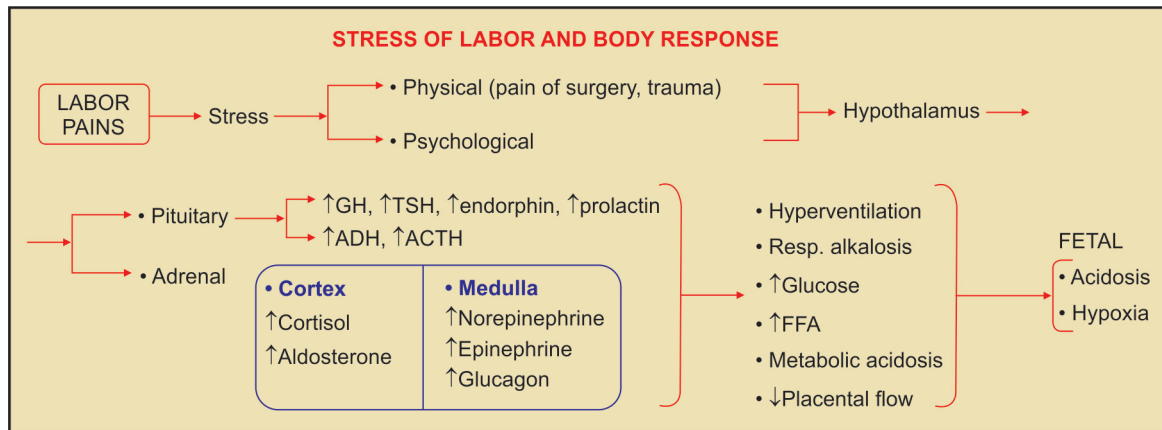 STRESS OF LABOR AND BODY RESPONSE
LABOR
PAINS
Stress
• Physical (pain of surgery, trauma)
• Psychological
Hypothalamus
• Pituitary
↑GH, ↑TSH, ↑endorphin, ↑prolactin
↑ADH, ↑ACTH
• Adrenal
• Cortex
↑Cortisol
↑Aldosterone
• Medulla
↑Norepinephrine
↑Epinephrine
↑Glucagon
• Hyperventilation
• Resp. alkalosis
• ↑Glucose
• ↑FFA
• Metabolic acidosis
• ↓Placental flow
FETAL
• Acidosis
• Hypoxia